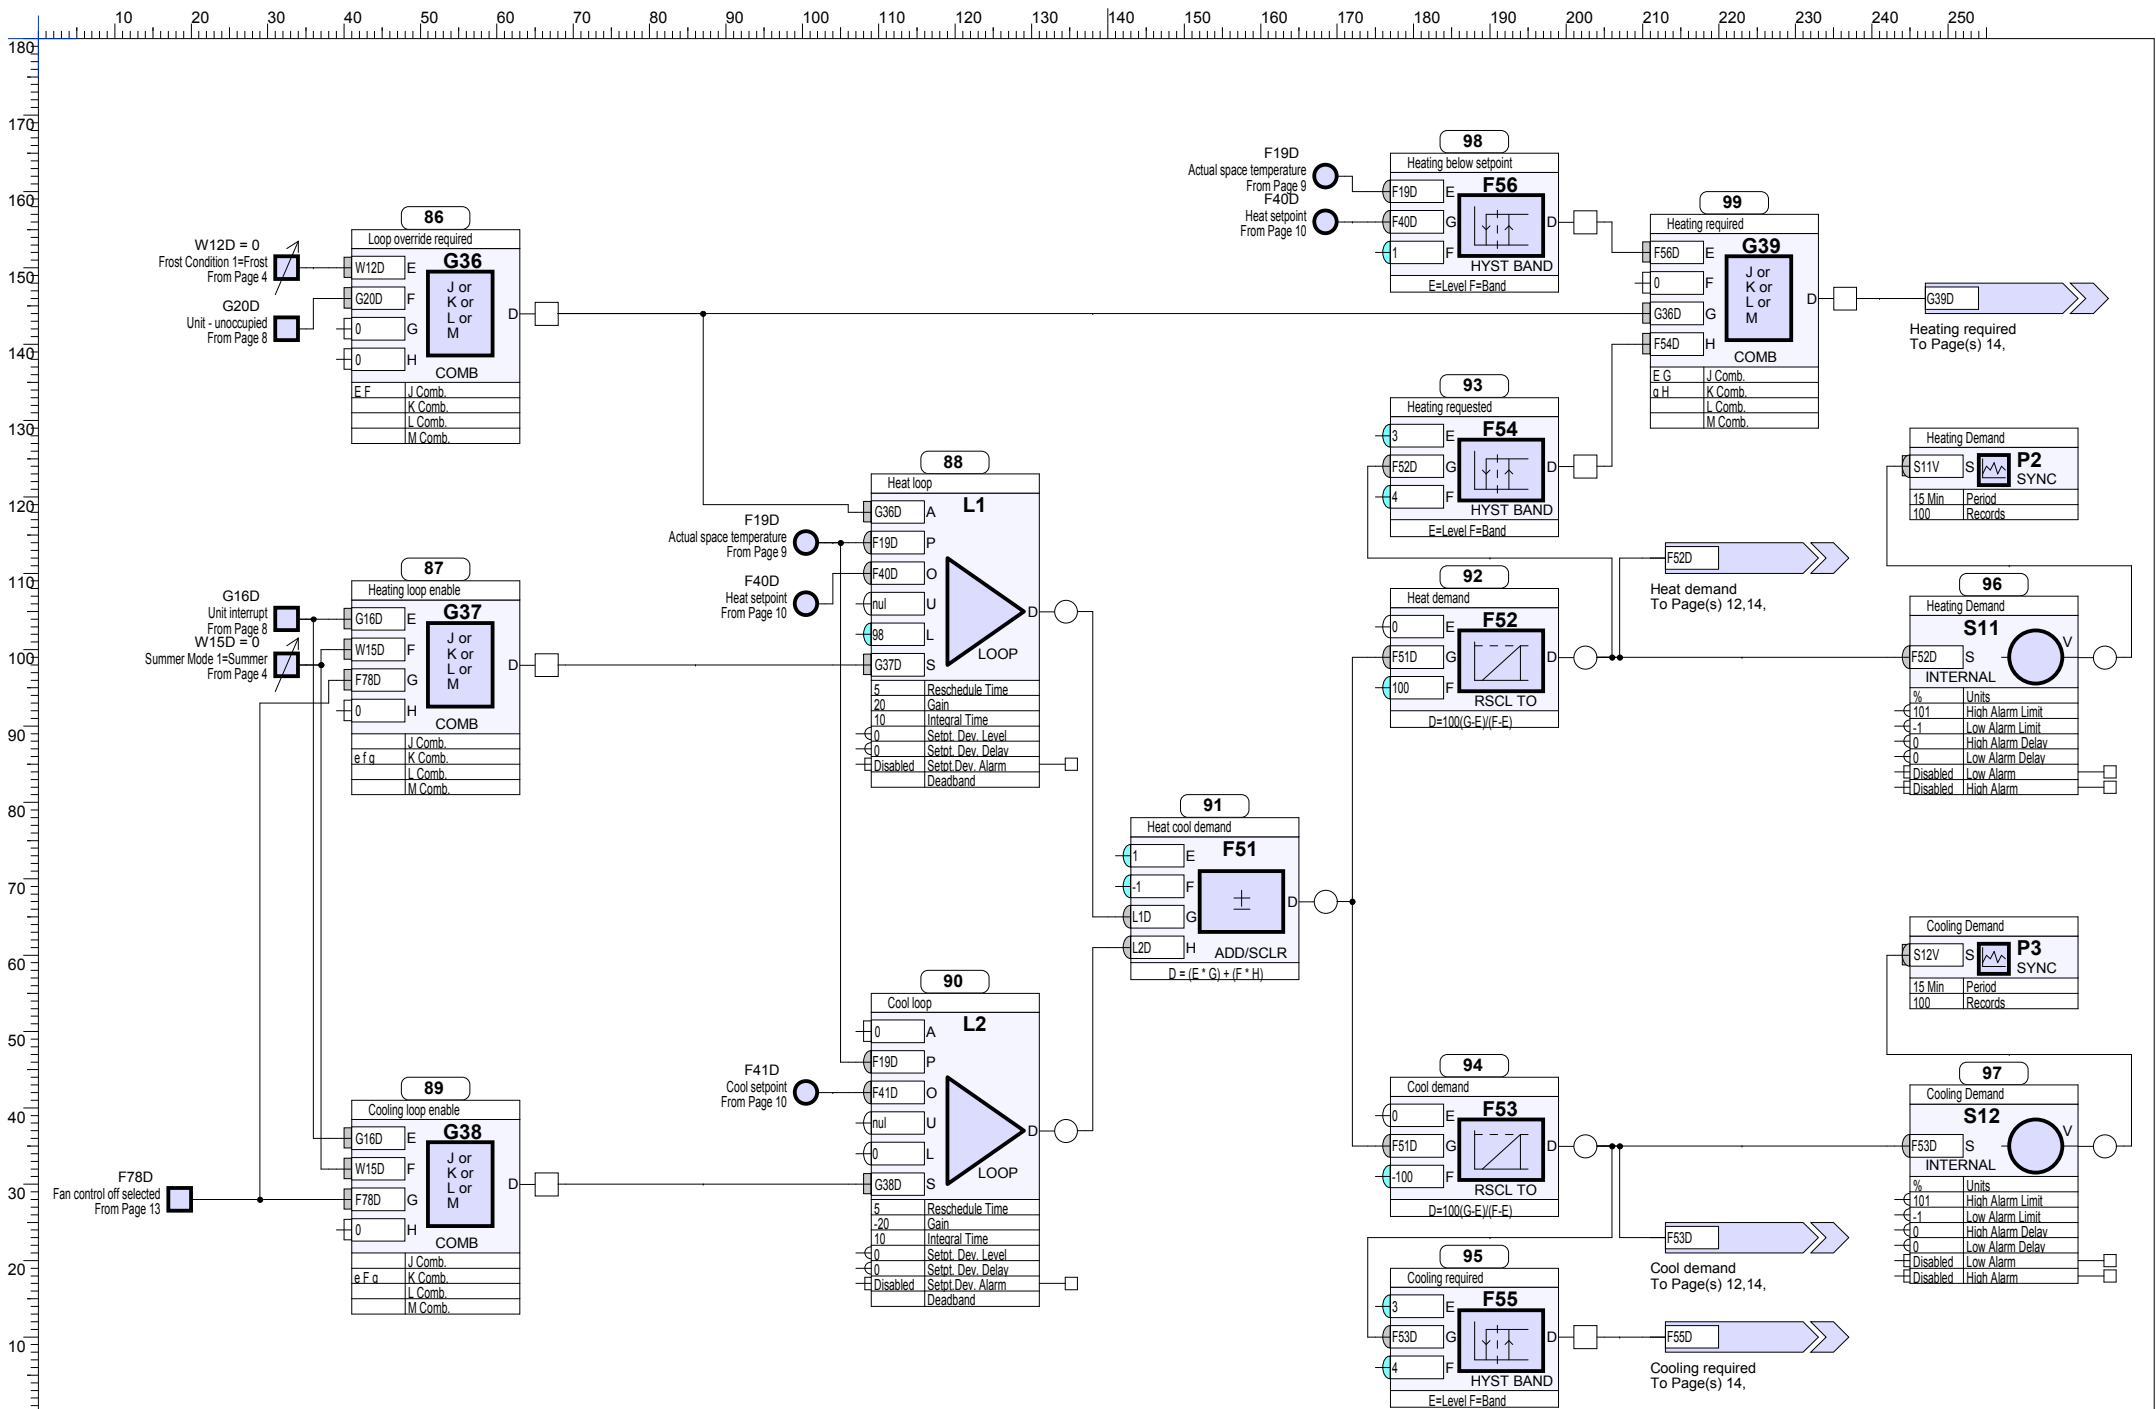 10 20 30 40 50 60 70 80 90 100 110 120 130 140 150 160 170 180 190 200 210 220 230 240 250
180
170
160
150
140
130
120
110
100
90
80
70
60
50
40
30
20
10
W12D = 0
Frost Condition 1=Frost
From Page 4
G20D
Unit - unoccupied
From Page 8
86
Loop override required
G36
W12D E
G20D F
0 G
0 H
J or
K or
L or
M
D
COMB
E F J Comb.
K Comb.
L Comb.
M Comb.
G16D
Unit interrupt
From Page 8
W15D = 0
Summer Mode 1=Summer
From Page 4
87
Heating loop enable
G37
G16D E
W15D F
F78D G
0 H
J or
K or
L or
M
D
COMB
J Comb.
e f g K Comb.
L Comb.
M Comb.
F78D
Fan control off selected
From Page 13
89
Cooling loop enable
G38
G16D E
W15D F
F78D G
0 H
J or
K or
L or
M
D
COMB
J Comb.
e F g K Comb.
L Comb.
M Comb.
F19D
Actual space temperature
From Page 9
F40D
Heat setpoint
From Page 10
88
Heat loop
L1
G36D A
F19D P
F40D O
nul U
98 L
G37D S
D
LOOP
5 Reschedule Time
20 Gain
10 Integral Time
0 Setpt. Dev. Level
0 Setpt. Dev. Delay
Disabled Setpt.Dev. Alarm
Deadband
F41D
Cool setpoint
From Page 10
90
Cool loop
L2
0 A
F19D P
F41D O
nul U
0 L
G38D S
D
LOOP
5 Reschedule Time
-20 Gain
10 Integral Time
0 Setpt. Dev. Level
0 Setpt. Dev. Delay
Disabled Setpt.Dev. Alarm
Deadband
91
Heat cool demand
F51
1 E
-1 F
L1D G
L2D H
±
D
ADD/SCLR
D = (E * G) + (F * H)
F19D
Actual space temperature
From Page 9
F40D
Heat setpoint
From Page 10
98
Heating below setpoint
F56
F19D E
F40D G
1 F
D
HYST BAND
E=Level F=Band
99
Heating required
G39
F56D E
0 F
G36D G
F54D H
J or
K or
L or
M
D
COMB
E G J Comb.
g H K Comb.
L Comb.
M Comb.
G39D
Heating required
To Page(s) 14,
93
Heating requested
F54
3 E
F52D G
4 F
D
HYST BAND
E=Level F=Band
92
Heat demand
F52
0 E
F51D G
100 F
D
RSCL TO
D=100(G-E)/(F-E)
F52D
Heat demand
To Page(s) 12,14,
Heating Demand
P2
S11V S
SYNC
15 Min Period
100 Records
96
Heating Demand
S11
V
F52D S
INTERNAL
% Units
101 High Alarm Limit
-1 Low Alarm Limit
0 High Alarm Delay
0 Low Alarm Delay
Disabled Low Alarm
Disabled High Alarm
Cooling Demand
P3
S12V S
SYNC
15 Min Period
100 Records
94
Cool demand
F53
0 E
F51D G
-100 F
D
RSCL TO
D=100(G-E)/(F-E)
97
Cooling Demand
S12
V
F53D S
INTERNAL
% Units
101 High Alarm Limit
-1 Low Alarm Limit
0 High Alarm Delay
0 Low Alarm Delay
Disabled Low Alarm
Disabled High Alarm
F53D
Cool demand
To Page(s) 12,14,
95
Cooling required
F55
3 E
F53D G
4 F
D
HYST BAND
E=Level F=Band
F55D
Cooling required
To Page(s) 14,